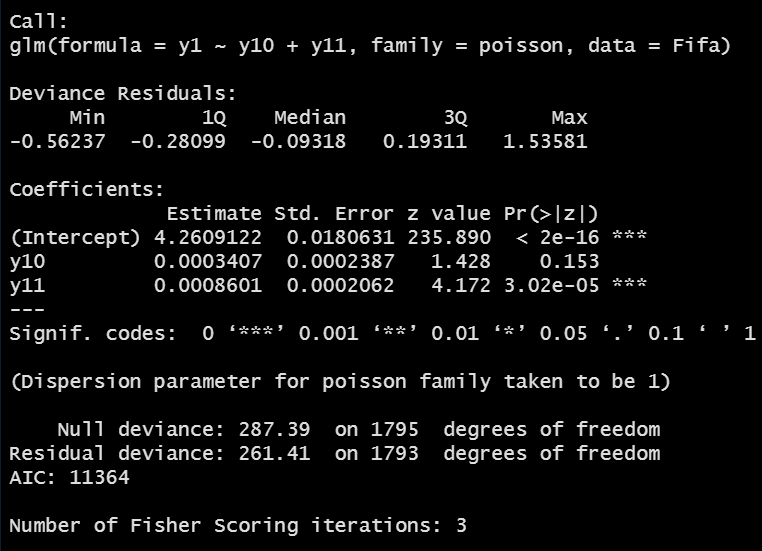 Call:
glm(formula = y1 ~ y10 + y11, family = poisson, data = Fifa)
Deviance Residuals:
     Min       1Q   Median       3Q      Max
-0.56237 -0.28099 -0.09318  0.19311  1.53581
Coefficients:
             Estimate Std. Error z value Pr(>|z|)
(Intercept) 4.2609122  0.0180631 235.890  < 2e-16 ***
y10         0.0003407  0.0002387   1.428    0.153
y11         0.0008601  0.0002062   4.172 3.02e-05 ***
---
Signif. codes:  0 ‘***’ 0.001 ‘**’ 0.01 ‘*’ 0.05 ‘.’ 0.1 ‘ ’ 1
(Dispersion parameter for poisson family taken to be 1)
    Null deviance: 287.39  on 1795  degrees of freedom
Residual deviance: 261.41  on 1793  degrees of freedom
AIC: 11364
Number of Fisher Scoring iterations: 3